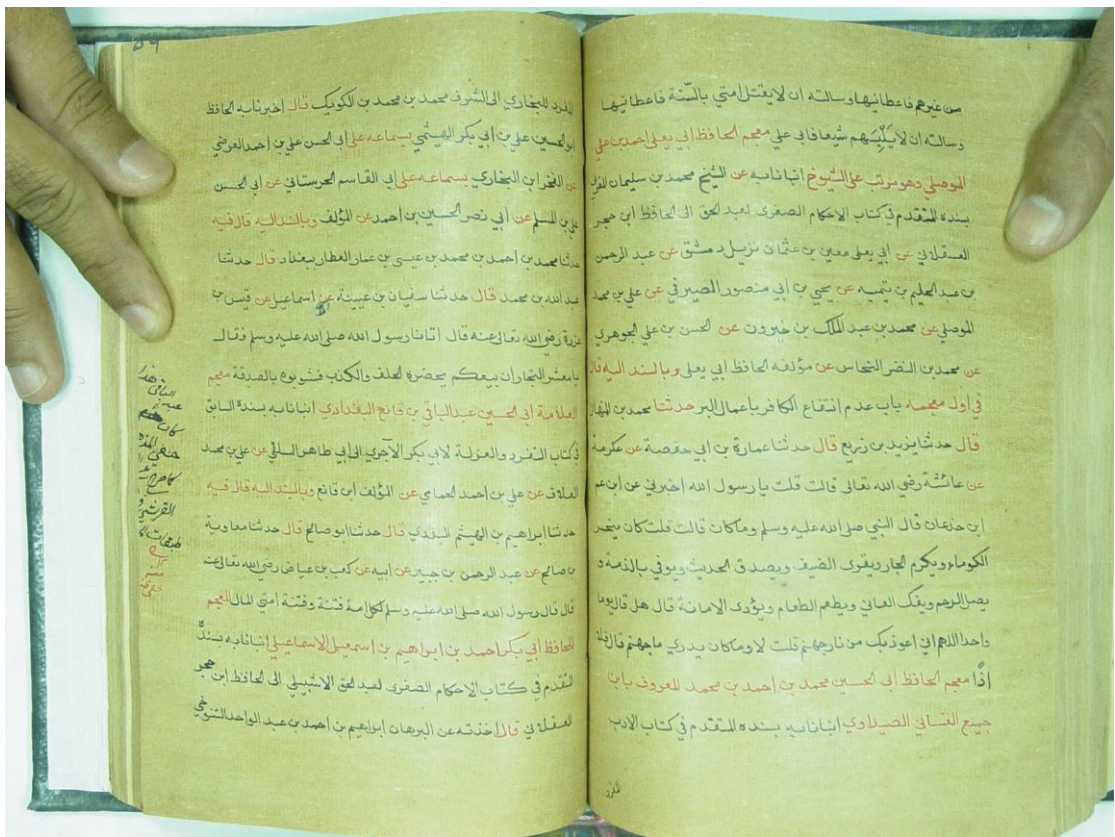 من غيرهم فاعطانيها وسالته ان لا يقتل امتي بالسنة فاعطانيها
وسالته ان لا يَلْبِسَهم شيعا فابى علي معجم الحافظ ابي يعلى احمد بن علي
الموصلي وهو مرتب على الشيوخ انبانا به عن الشيخ محمد بن سليمان
بسنده المتقدم في كتاب الاحكام الصغرى لعبد الحق الى الحافظ ابن حجر
العسقلاني عن ابي يعلى معين بن عثمان نزيل دمشق عن عبد الرحمن
بن عبد الحليم بن تيميه عن يحيى بن ابي منصور الصيرفي عن علي بن محمد
الموصلي عن محمد بن عبد الملك بن خيرون عن الحسن بن علي الجوهري
عن محمد بن النضر النحاس عن مؤلفه الحافظ ابي يعلى وبالسند اليه قال
في اول معجمه باب عدم انتفاع الكافر باعمال البر حدثنا محمد بن المنهال
قال حدثنا يزيد بن زريع قال حدثنا عمارة بن ابي حفصة عن عكرمة
عن عائشة رضي الله تعالى قالت قلت يا رسول الله اخبرني عن ابن عم
ابن جذعان قال النبي صلى الله عليه وسلم وما كان قالت قلت كان ينحر
الكوماء ويكرم الجار ويقرى الضيف ويصدق الحديث ويوفي بالذمة و
يصل الرحم ويفك العاني ويطعم الطعام ويؤدى الامانة قال هل قال يوما
واحدا اللهم اني اعوذ بك من نار جهنم قلت لا وما كان يدري ما جهنم قال فلا
اذًا معجم الحافظ ابي الحسين محمد بن احمد بن محمد المعروف بابن
جميع الغساني الصيداوي انبانا به بسنده المتقدم في كتاب الادب
المفرد
المفرد للبخاري الى الشرف محمد بن محمد بن الكويك قال اخبرنا به الحافظ
ابو الحسين علي بن ابي بكر الهيثمي بسماعه على ابي الحسن علي بن احمد العرضي
عن الفخر ابن البخاري بسماعه على ابي القاسم الحرستاني عن ابي الحسن
علي بن المسلم عن ابي نصر الحسين بن احمد عن المؤلف وبالسند اليه قال فيه
حدثنا محمد بن احمد بن محمد بن عيسى بن عمار العطار ببغداد قال حدثنا
عبد الله بن محمد قال حدثنا سفيان بن عيينة عن اسماعيل عن قيس بن
غرزة رضي الله تعالى عنه قال اتانا رسول الله صلى الله عليه وسلم فقال
يا معشر التجار ان بيعكم يحضره الحلف والكذب فشوبوه بالصدقة معجم
العلامة ابي الحسين عبد الباقي بن قانع البغدادي انبانا به بسنده السابق
في كتاب التفرد والعزلة لابي بكر الآجري الى ابي طاهر السلفي عن علي بن محمد
العلاف عن علي بن احمد الحمامي عن المؤلف ابن قانع وبالسند اليه قال فيه
حدثنا ابراهيم بن الهيثم البلدي قال حدثنا ابو صالح قال حدثنا معاوية
بن صالح عن عبد الرحمن بن جبير عن ابيه عن كعب بن عياض رضي الله تعالى عنه
قال قال رسول الله صلى الله عليه وسلم لكل امة فتنة وفتنة امتي المال المعجم
للحافظ ابي بكر احمد بن ابراهيم بن اسمعيل الاسماعيلي انبانا به بسنده
المتقدم في كتاب الاحكام الصغرى لعبد الحق الاشبيلي الى الحافظ ابن حجر
العسقلاني قال اخذته عن البرهان ابراهيم بن احمد بن عبد الواحد التنوخي
عبد الباقي هذا
كان
حنفي المذهب
القرشي
طبقات